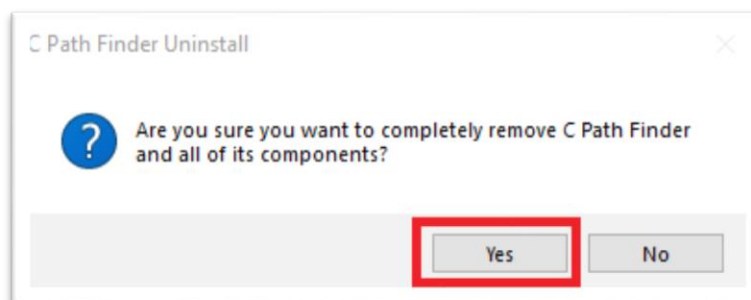 C Path Finder Uninstall
Are you sure you want to completely remove C Path Finder
and all of its components?
Yes
No